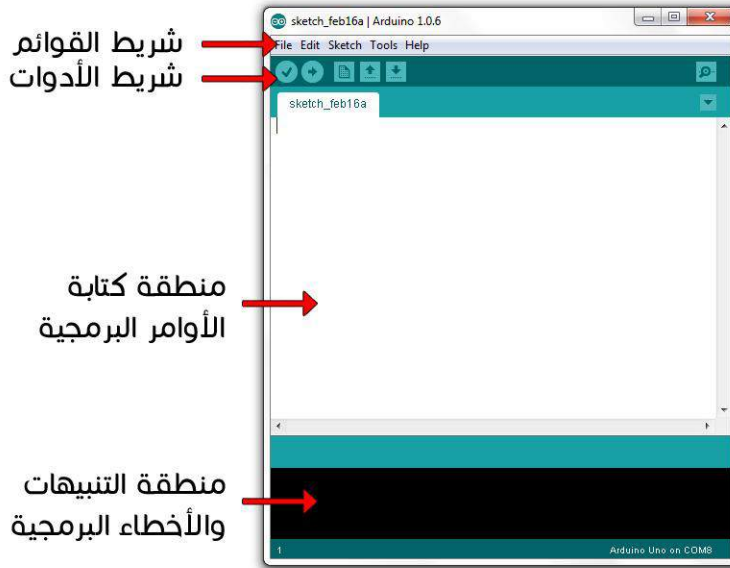 sketch_feb16a | Arduino 1.0.6
شريط القوائم
File Edit Sketch Tools Help
شريط الأدوات
sketch_feb16a
منطقة كتابة
الأوامر البرمجية
منطقة التنبيهات
والأخطاء البرمجية
1
Arduino Uno on COM8